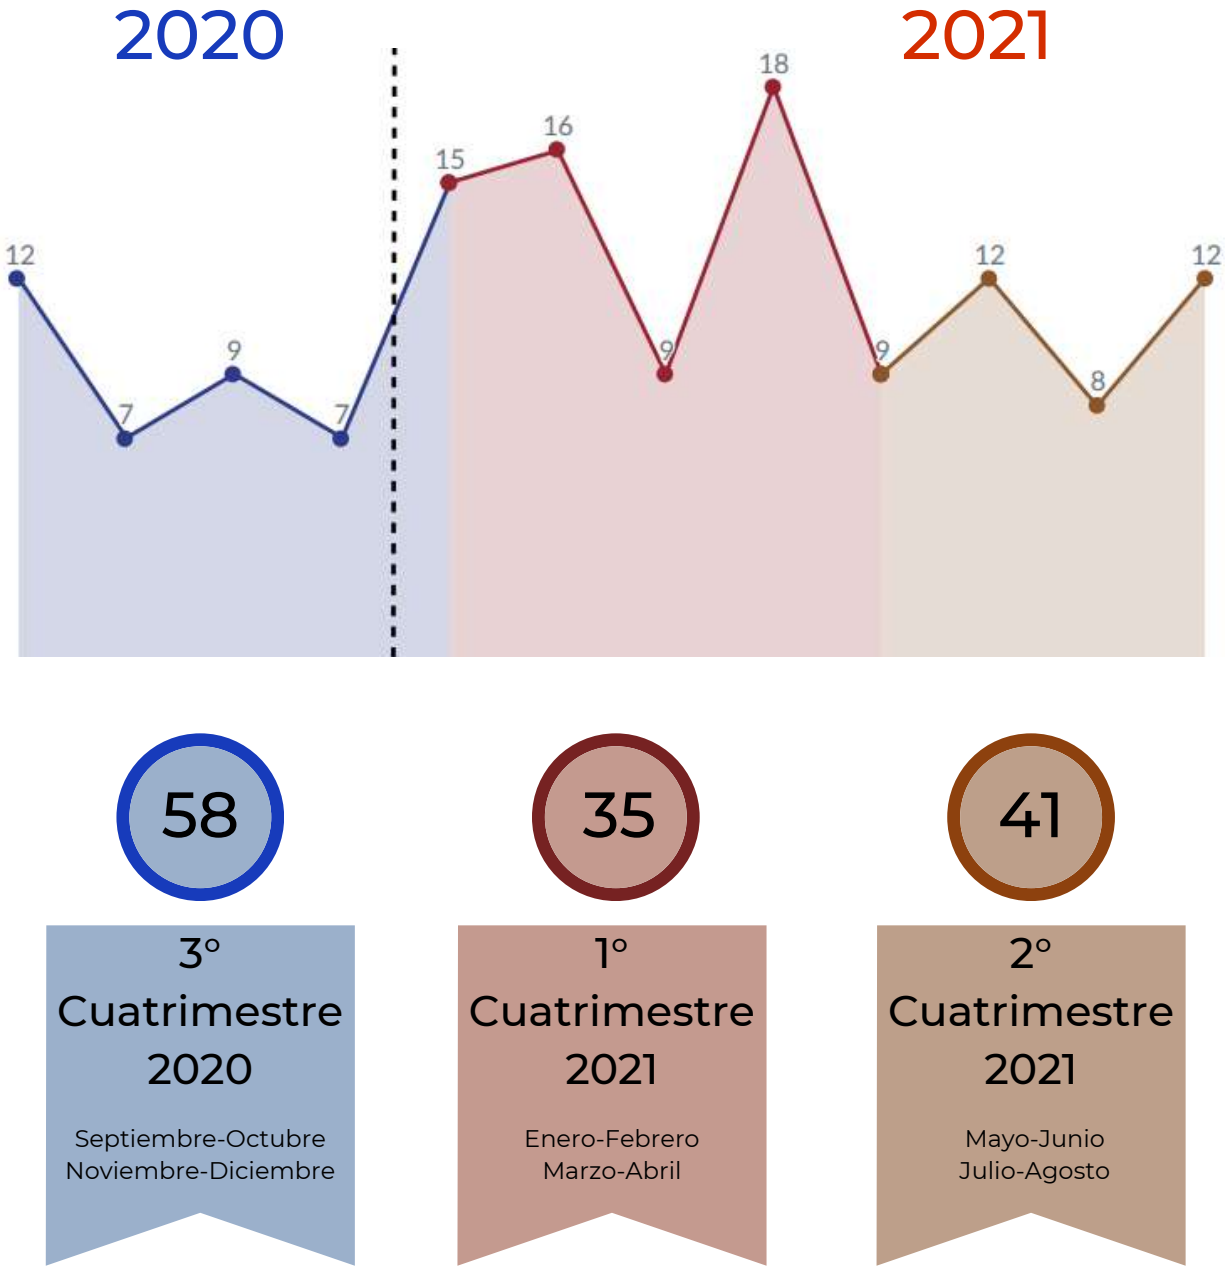 2020 2021
18
16
15
12 12 12
9 9 9
8
7 7
58 35 41
3°
Cuatrimestre
2020
Septiembre-Octubre
Noviembre-Diciembre
1°
Cuatrimestre
2021
Enero-Febrero
Marzo-Abril
2°
Cuatrimestre
2021
Mayo-Junio
Julio-Agosto